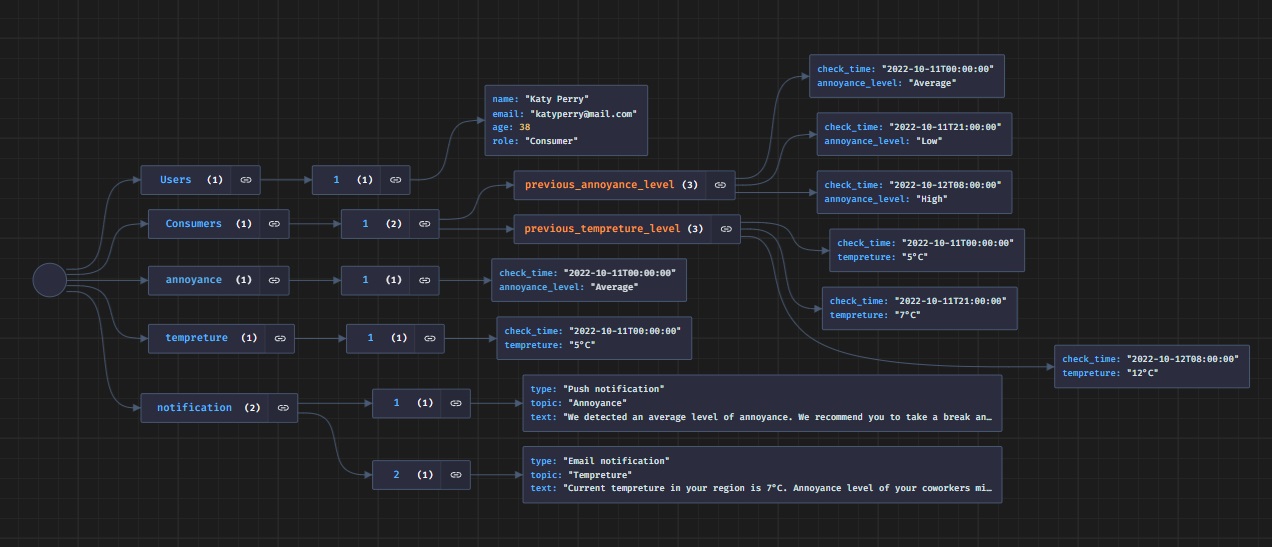 check_time: "2022-10-11T00:00:00"
annoyance_level: "Average"
name: "Katy Perry"
email: "katyperry@mail.com"
age: 38
role: "Consumer"
check_time: "2022-10-11T21:00:00"
annoyance_level: "Low"
Users (1)
1 (1)
previous_annoyance_level (3)
check_time: "2022-10-12T08:00:00"
annoyance_level: "High"
Consumers (1)
1 (2)
previous_tempreture_level (3)
check_time: "2022-10-11T00:00:00"
tempreture: "5°C"
annoyance (1)
1 (1)
check_time: "2022-10-11T00:00:00"
annoyance_level: "Average"
check_time: "2022-10-11T21:00:00"
tempreture: "7°C"
tempreture (1)
1 (1)
check_time: "2022-10-11T00:00:00"
tempreture: "5°C"
check_time: "2022-10-12T08:00:00"
tempreture: "12°C"
notification (2)
1 (1)
type: "Push notification"
topic: "Annoyance"
text: "We detected an average level of annoyance. We recommend you to take a break an…
2 (1)
type: "Email notification"
topic: "Tempreture"
text: "Current tempreture in your region is 7°C. Annoyance level of your coworkers mi…